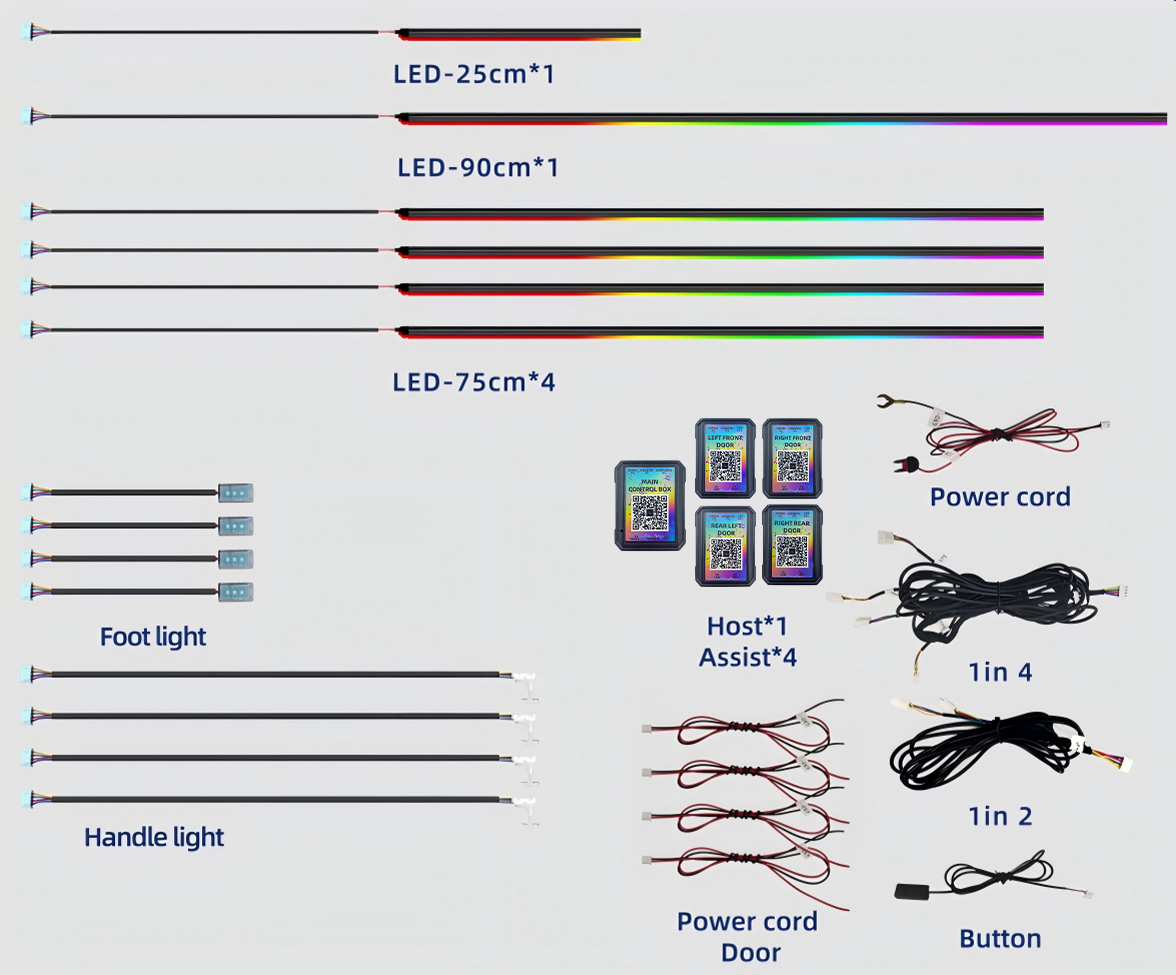 LED-25cm*1
LED-90cm*1
LED-75cm*4
LEFT FRONT
DOOR
RIGHT FRONT
DOOR
MAIN
CONTROL BOX
REAR LEFT
DOOR
RIGHT REAR
DOOR
Power cord
Foot light
Host*1
Assist*4
1in 4
Handle light
1in 2
Power cord
Door
Button